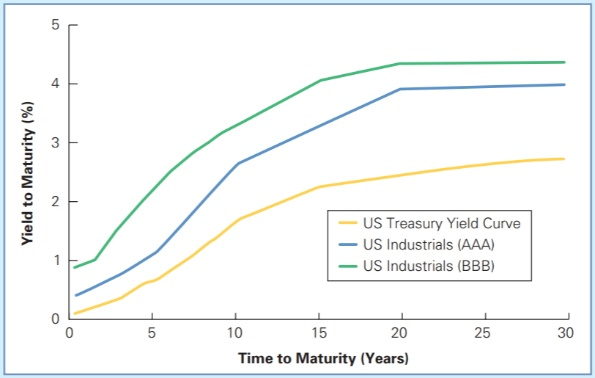 5
4
3
2
1
0
Yield to Maturity (%)
US Treasury Yield Curve
US Industrials (AAA)
US Industrials (BBB)
0 5 10 15 20 25 30
Time to Maturity (Years)